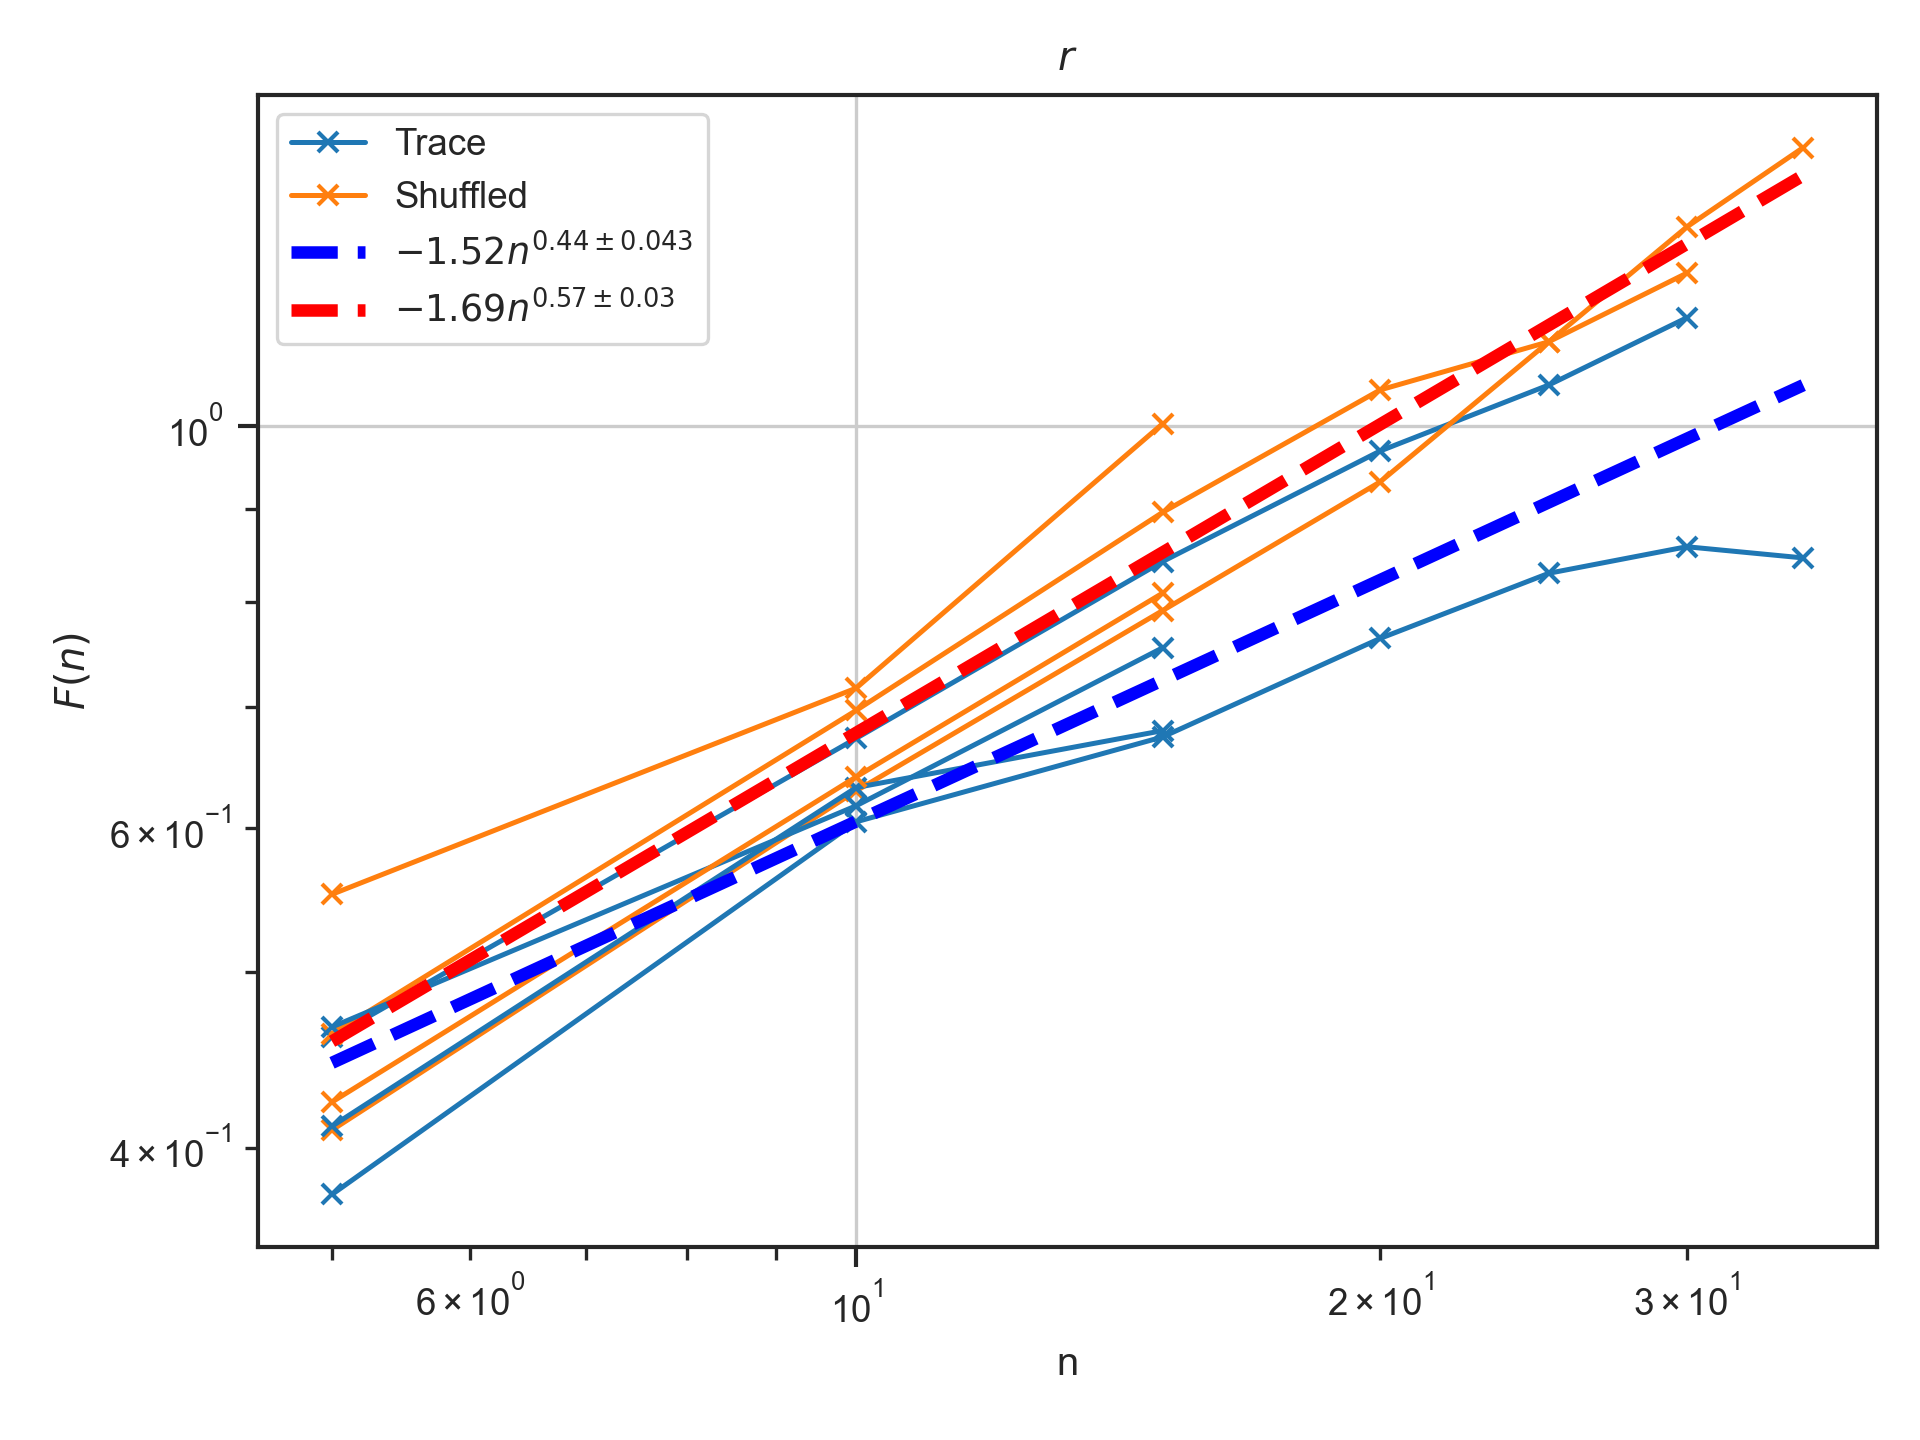 r
Trace
Shuffled
−1.52n^{0.44±0.043}
−1.69n^{0.57±0.03}
10^0
6×10^{−1}
4×10^{−1}
F(n)
6×10^0
10^1
2×10^1
3×10^1
n